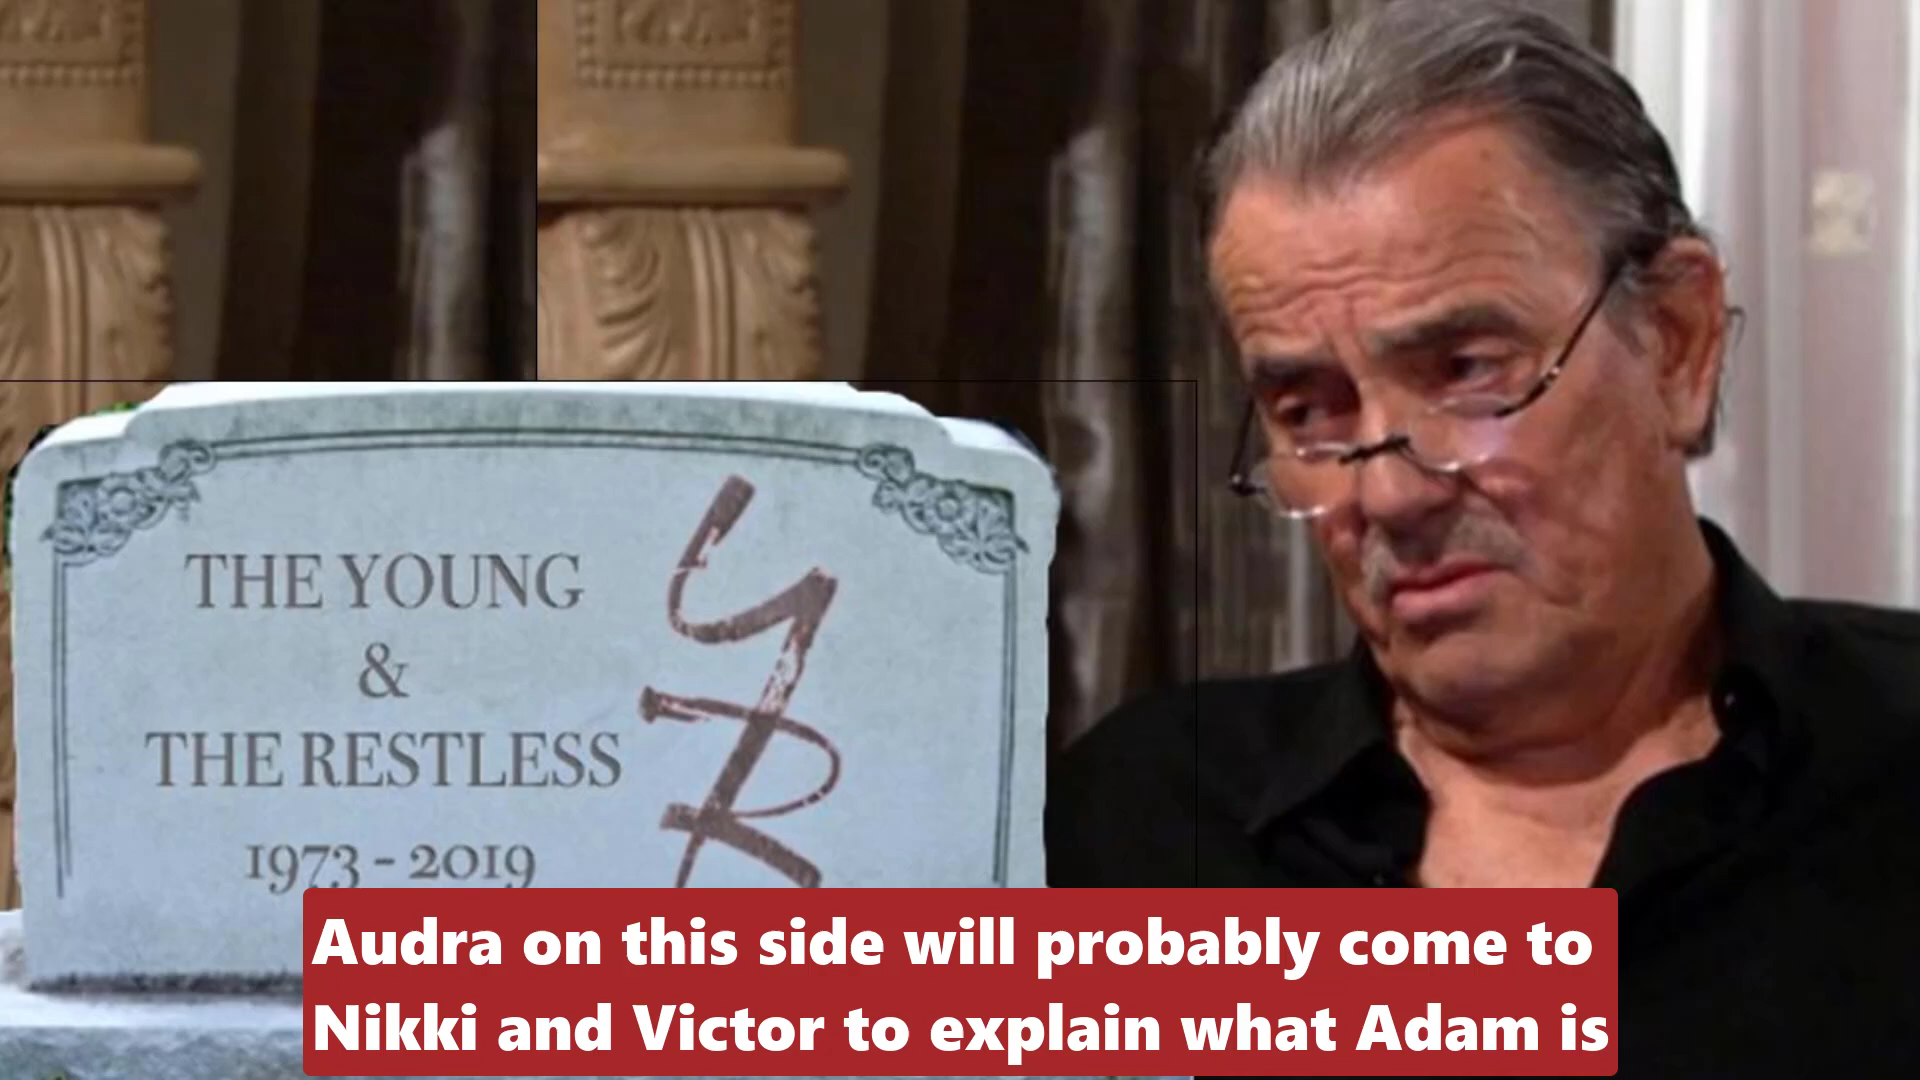 THE YOUNG
&
THE RESTLESS
1973 - 2019
YR
Audra on this side will probably come to
Nikki and Victor to explain what Adam is